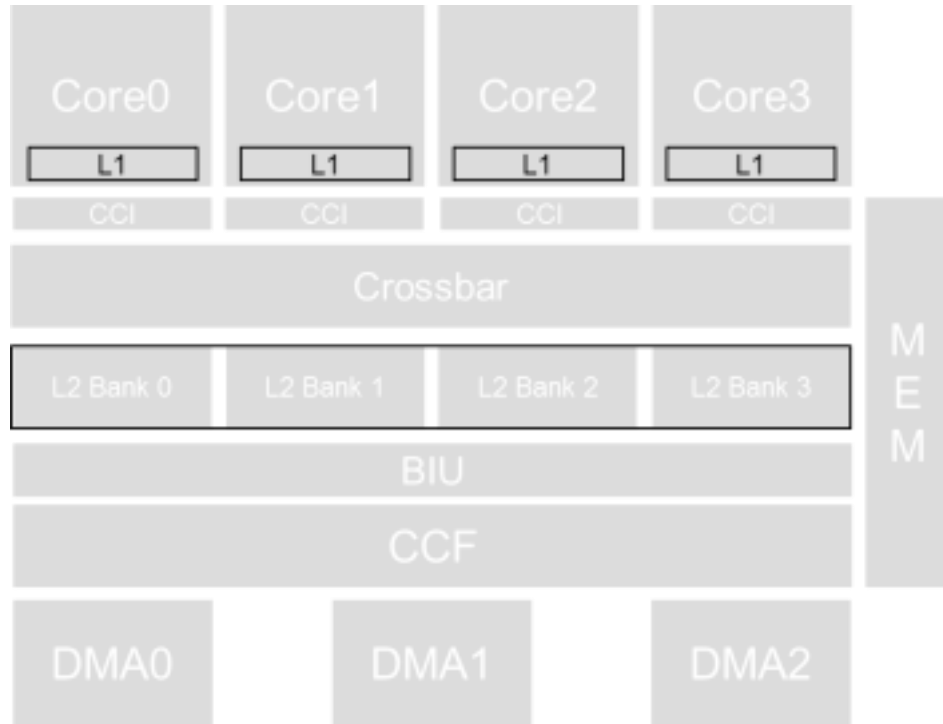 Core0 Core1 Core2 Core3
L1 L1 L1 L1
CCI CCI CCI CCI
Crossbar
L2 Bank 0 L2 Bank 1 L2 Bank 2 L2 Bank 3
MEM
BIU
CCF
DMA0 DMA1 DMA2